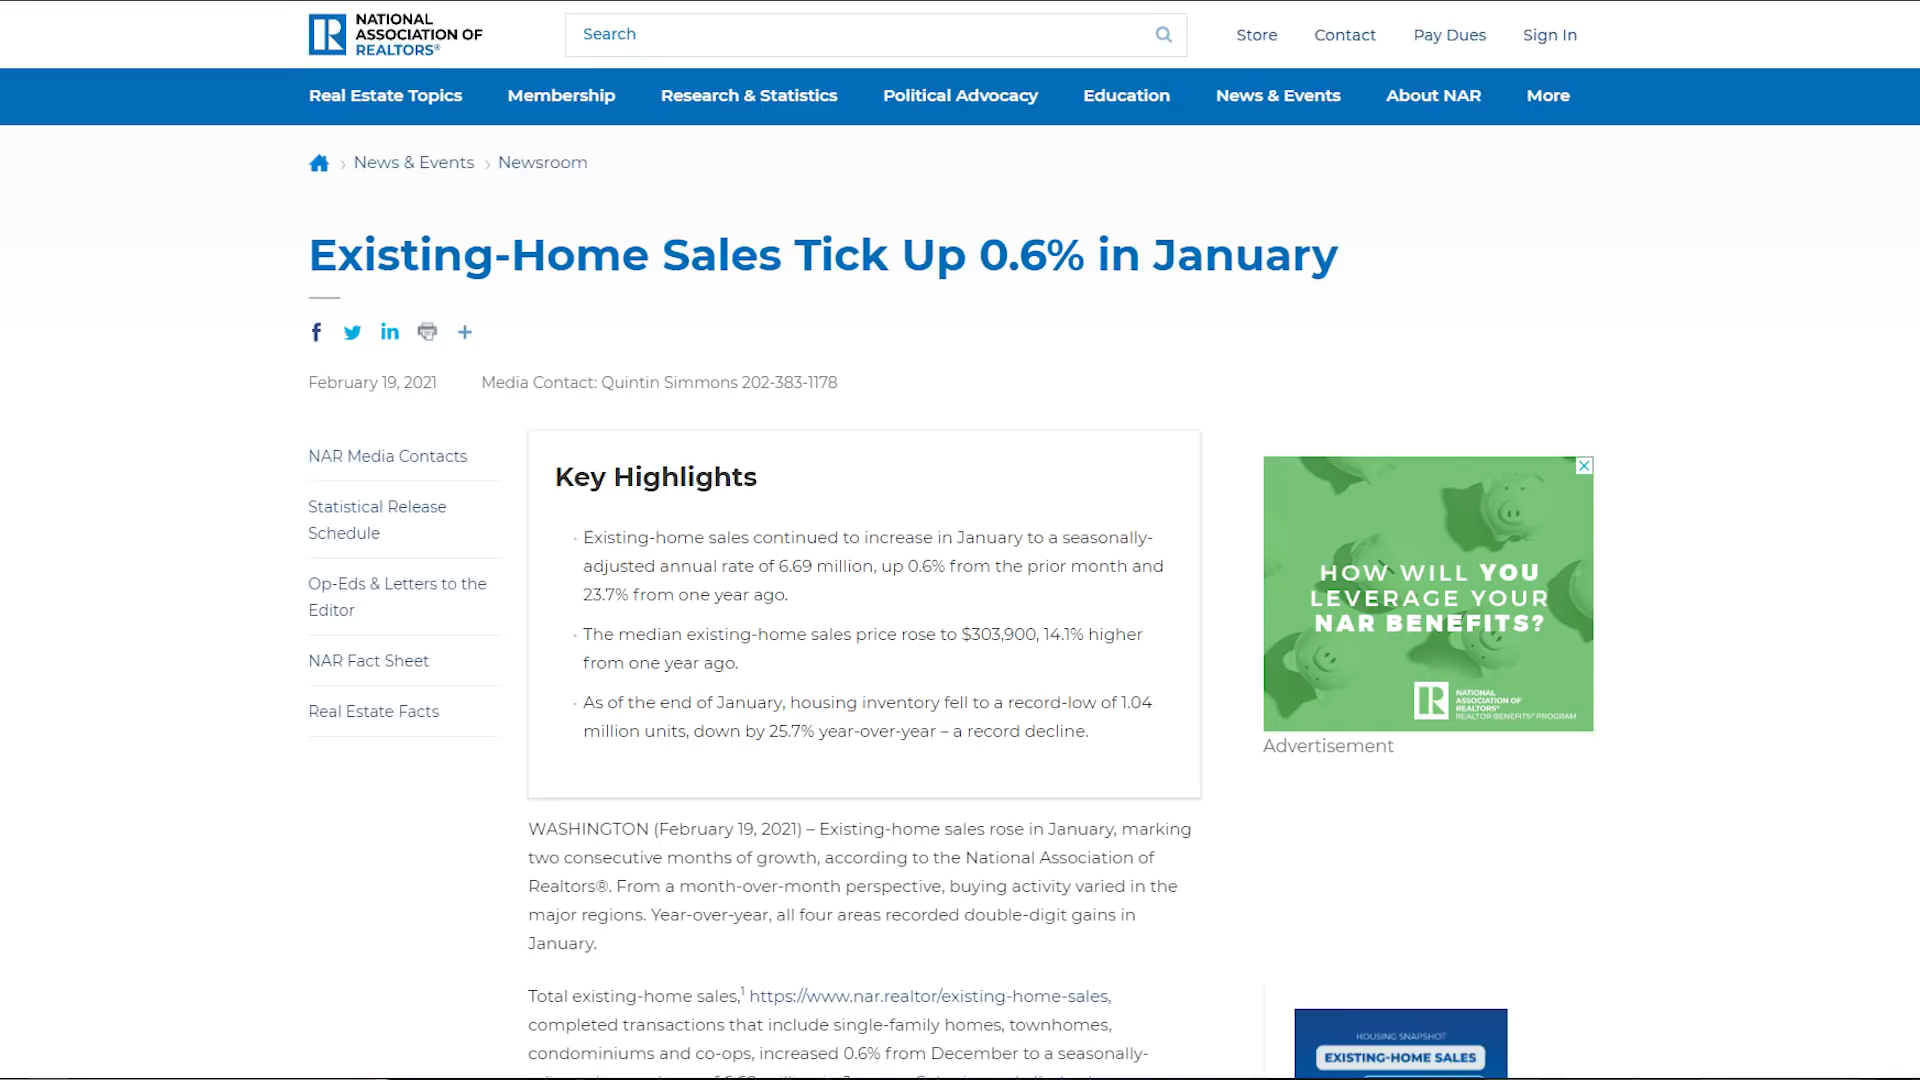 NATIONAL
ASSOCIATION OF
REALTORS®
Search
Store
Contact
Pay Dues
Sign In
Real Estate Topics
Membership
Research & Statistics
Political Advocacy
Education
News & Events
About NAR
More
News & Events
Newsroom
Existing-Home Sales Tick Up 0.6% in January
February 19, 2021
Media Contact: Quintin Simmons 202-383-1178
NAR Media Contacts
Statistical Release
Schedule
Op-Eds & Letters to the
Editor
NAR Fact Sheet
Real Estate Facts
Key Highlights
· Existing-home sales continued to increase in January to a seasonally-
adjusted annual rate of 6.69 million, up 0.6% from the prior month and
23.7% from one year ago.
· The median existing-home sales price rose to $303,900, 14.1% higher
from one year ago.
· As of the end of January, housing inventory fell to a record-low of 1.04
million units, down by 25.7% year-over-year – a record decline.
WASHINGTON (February 19, 2021) – Existing-home sales rose in January, marking
two consecutive months of growth, according to the National Association of
Realtors®. From a month-over-month perspective, buying activity varied in the
major regions. Year-over-year, all four areas recorded double-digit gains in
January.
Total existing-home sales,1 https://www.nar.realtor/existing-home-sales,
completed transactions that include single-family homes, townhomes,
condominiums and co-ops, increased 0.6% from December to a seasonally-
HOW WILL YOU
LEVERAGE YOUR
NAR BENEFITS?
NATIONAL
ASSOCIATION OF
REALTORS®
REALTOR BENEFITS® PROGRAM
Advertisement
HOUSING SNAPSHOT
EXISTING-HOME SALES